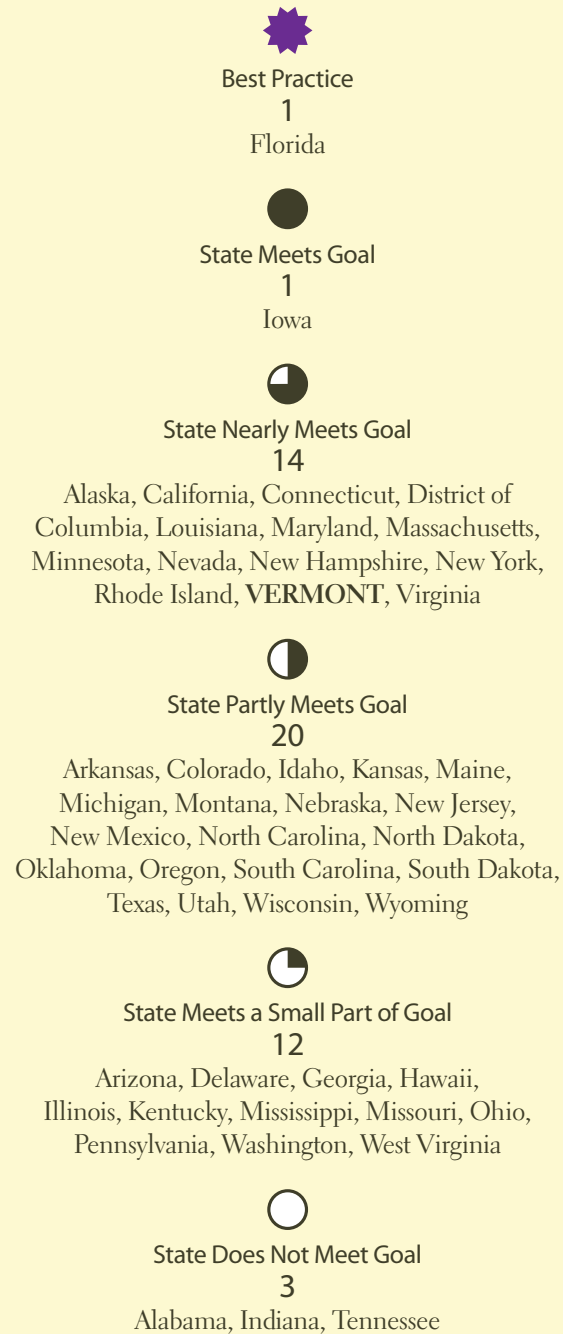 Best Practice
1
Florida
State Meets Goal
1
Iowa
State Nearly Meets Goal
14
Alaska, California, Connecticut, District of
Columbia, Louisiana, Maryland, Massachusetts,
Minnesota, Nevada, New Hampshire, New York,
Rhode Island, VERMONT, Virginia
State Partly Meets Goal
20
Arkansas, Colorado, Idaho, Kansas, Maine,
Michigan, Montana, Nebraska, New Jersey,
New Mexico, North Carolina, North Dakota,
Oklahoma, Oregon, South Carolina, South Dakota,
Texas, Utah, Wisconsin, Wyoming
State Meets a Small Part of Goal
12
Arizona, Delaware, Georgia, Hawaii,
Illinois, Kentucky, Mississippi, Missouri, Ohio,
Pennsylvania, Washington, West Virginia
State Does Not Meet Goal
3
Alabama, Indiana, Tennessee